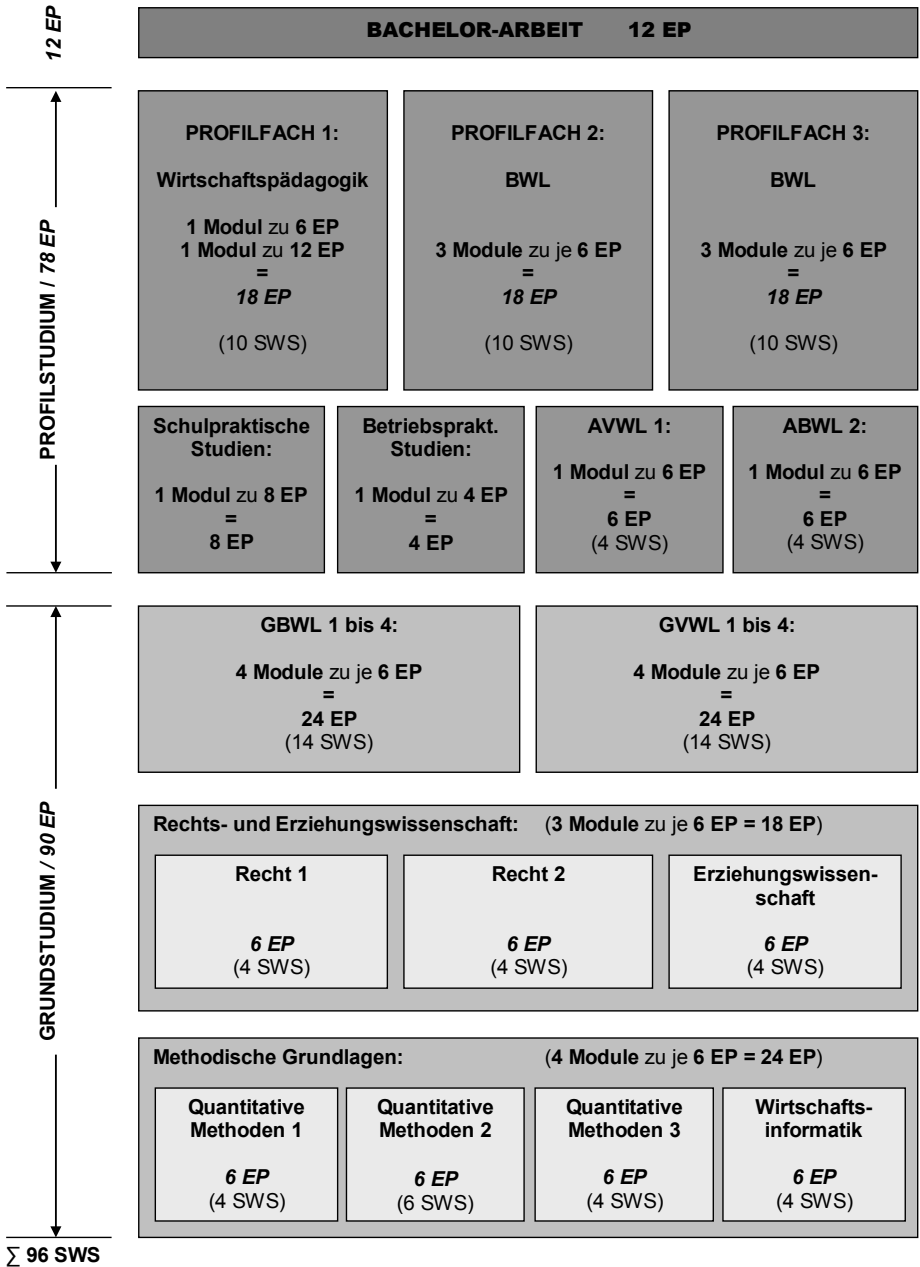 12 EP
BACHELOR-ARBEIT 12 EP
PROFILSTUDIUM / 78 EP
PROFILFACH 1:
Wirtschaftspädagogik
1 Modul zu 6 EP
1 Modul zu 12 EP
=
18 EP
(10 SWS)
PROFILFACH 2:
BWL
3 Module zu je 6 EP
=
18 EP
(10 SWS)
PROFILFACH 3:
BWL
3 Module zu je 6 EP
=
18 EP
(10 SWS)
Schulpraktische
Studien:
1 Modul zu 8 EP
=
8 EP
Betriebsprakt.
Studien:
1 Modul zu 4 EP
=
4 EP
AVWL 1:
1 Modul zu 6 EP
=
6 EP
(4 SWS)
ABWL 2:
1 Modul zu 6 EP
=
6 EP
(4 SWS)
GRUNDSTUDIUM / 90 EP
GBWL 1 bis 4:
4 Module zu je 6 EP
=
24 EP
(14 SWS)
GVWL 1 bis 4:
4 Module zu je 6 EP
=
24 EP
(14 SWS)
Rechts- und Erziehungswissenschaft: (3 Module zu je 6 EP = 18 EP)
Recht 1
6 EP
(4 SWS)
Recht 2
6 EP
(4 SWS)
Erziehungswissen-
schaft
6 EP
(4 SWS)
Methodische Grundlagen: (4 Module zu je 6 EP = 24 EP)
Quantitative
Methoden 1
6 EP
(4 SWS)
Quantitative
Methoden 2
6 EP
(6 SWS)
Quantitative
Methoden 3
6 EP
(4 SWS)
Wirtschafts-
informatik
6 EP
(4 SWS)
∑ 96 SWS